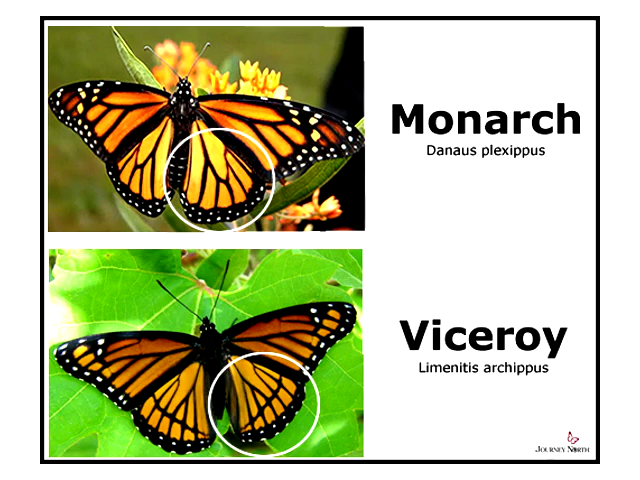 Monarch
Danaus plexippus
Viceroy
Limenitis archippus
JOURNEY NORTH